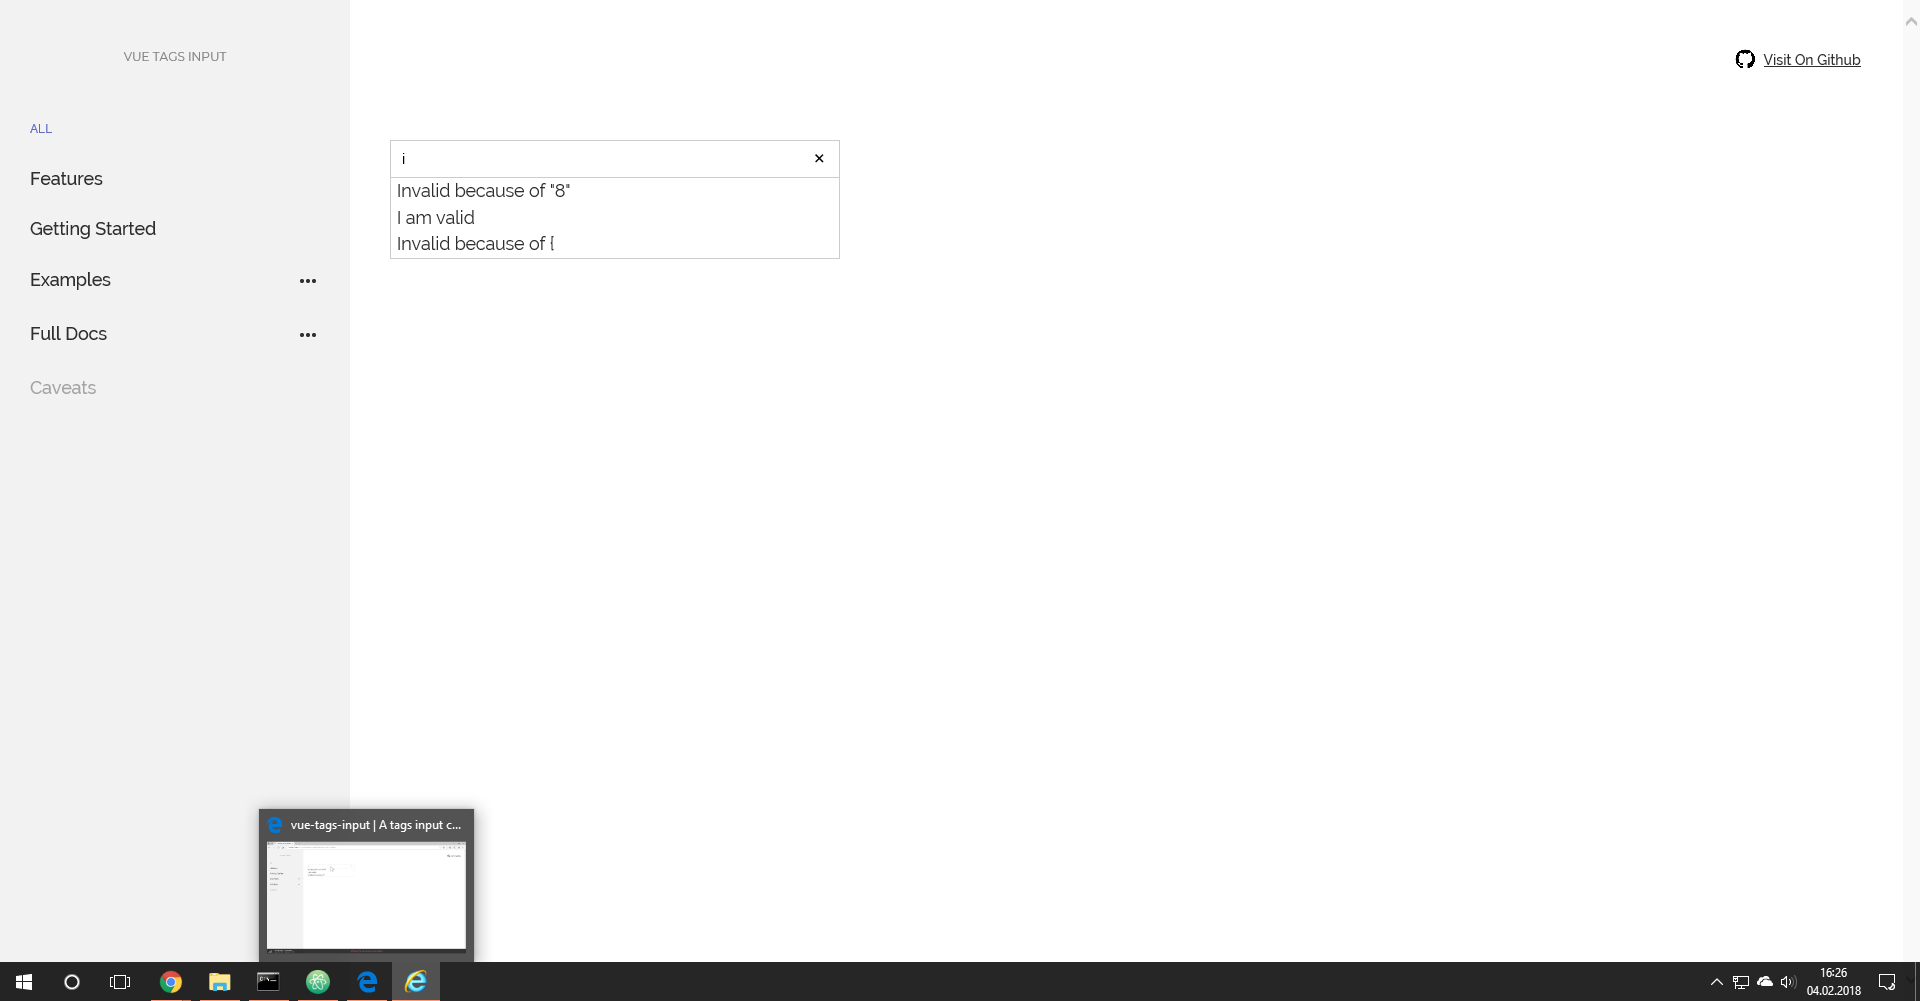 VUE TAGS INPUT
Visit On Github
ALL
Features
Getting Started
Examples
Full Docs
Caveats
i
Invalid because of "8"
I am valid
Invalid because of {
vue-tags-input | A tags input c...
16:26
04.02.2018